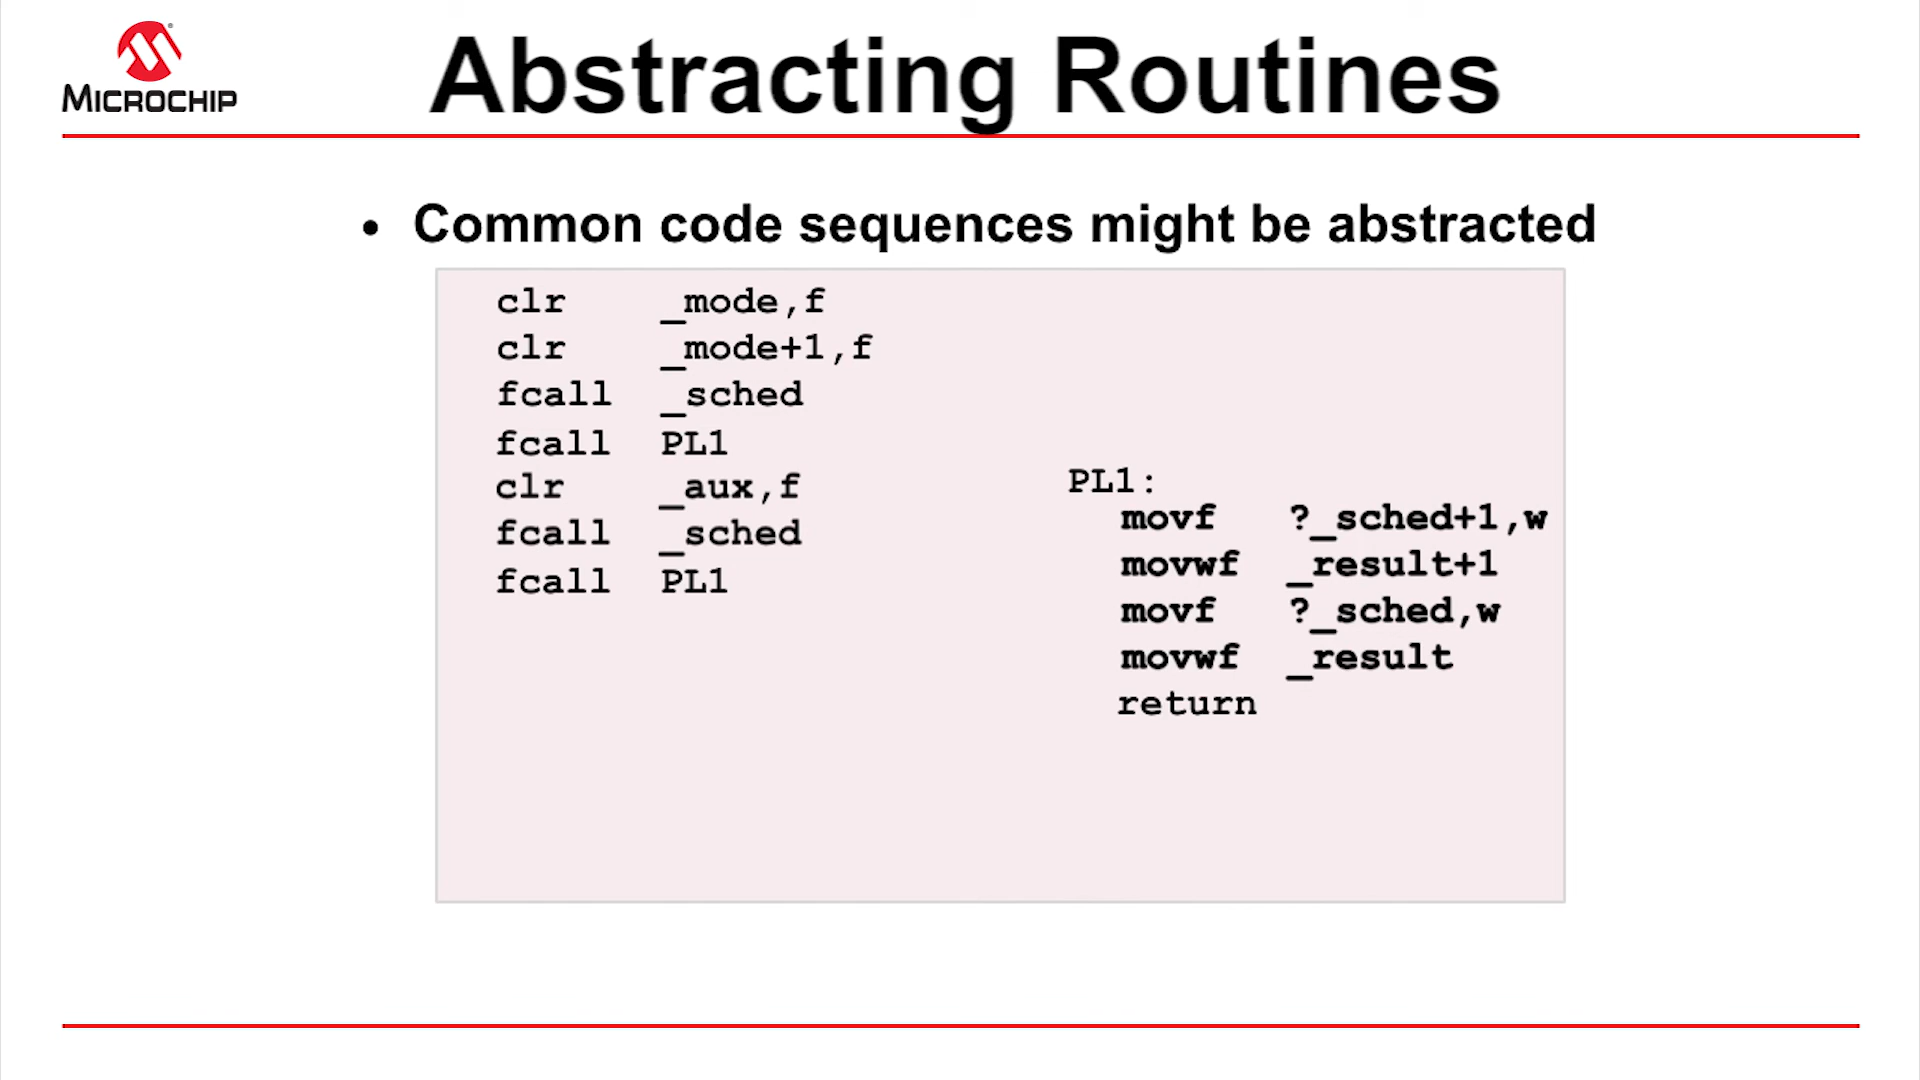 MICROCHIP
Abstracting Routines
• Common code sequences might be abstracted
clr _mode,f
clr _mode+1,f
fcall _sched
fcall PL1
clr _aux,f
fcall _sched
fcall PL1
PL1:
movf ?_sched+1,w
movwf _result+1
movf ?_sched,w
movwf _result
return